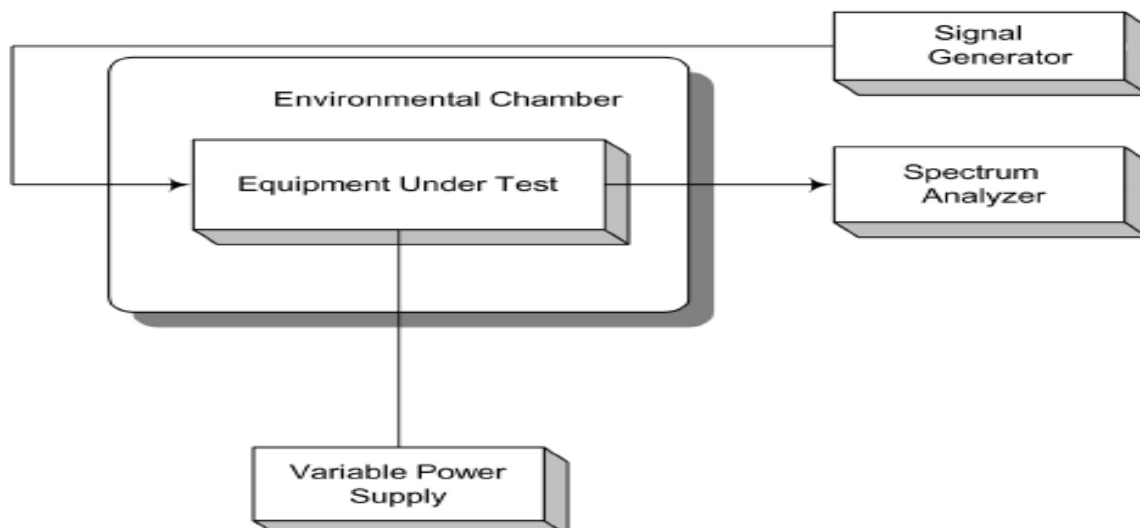 Signal
Generator
Environmental Chamber
Equipment Under Test
Spectrum
Analyzer
Variable Power
Supply